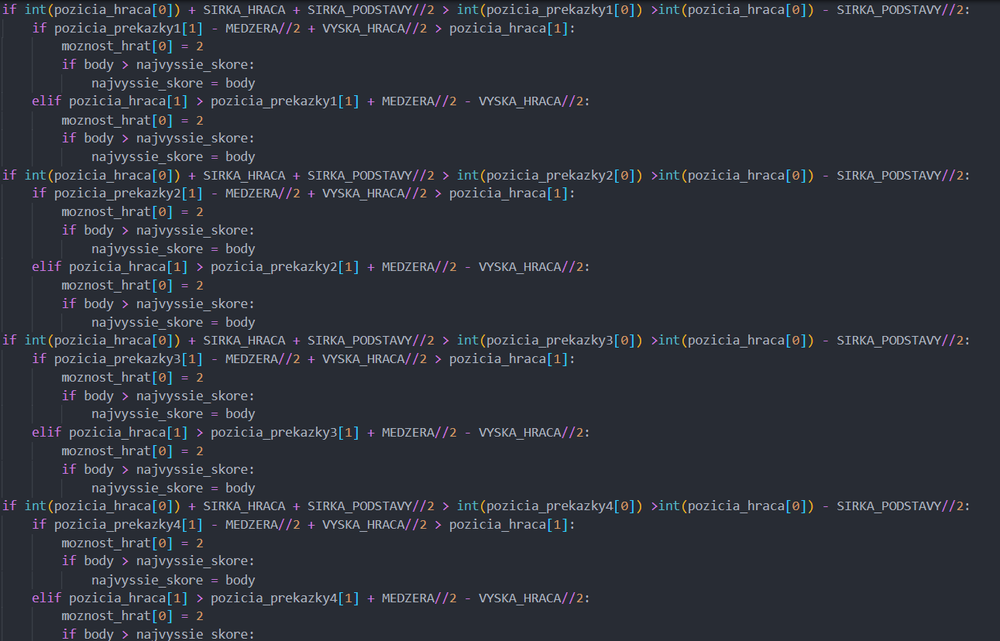 if int(pozicia_hraca[0]) + SIRKA_HRACA + SIRKA_PODSTAVY//2 > int(pozicia_prekazky1[0]) >int(pozicia_hraca[0]) - SIRKA_PODSTAVY//2:
    if pozicia_prekazky1[1] - MEDZERA//2 + VYSKA_HRACA//2 > pozicia_hraca[1]:
        moznost_hrat[0] = 2
        if body > najvyssie_skore:
            najvyssie_skore = body
    elif pozicia_hraca[1] > pozicia_prekazky1[1] + MEDZERA//2 - VYSKA_HRACA//2:
        moznost_hrat[0] = 2
        if body > najvyssie_skore:
            najvyssie_skore = body
if int(pozicia_hraca[0]) + SIRKA_HRACA + SIRKA_PODSTAVY//2 > int(pozicia_prekazky2[0]) >int(pozicia_hraca[0]) - SIRKA_PODSTAVY//2:
    if pozicia_prekazky2[1] - MEDZERA//2 + VYSKA_HRACA//2 > pozicia_hraca[1]:
        moznost_hrat[0] = 2
        if body > najvyssie_skore:
            najvyssie_skore = body
    elif pozicia_hraca[1] > pozicia_prekazky2[1] + MEDZERA//2 - VYSKA_HRACA//2:
        moznost_hrat[0] = 2
        if body > najvyssie_skore:
            najvyssie_skore = body
if int(pozicia_hraca[0]) + SIRKA_HRACA + SIRKA_PODSTAVY//2 > int(pozicia_prekazky3[0]) >int(pozicia_hraca[0]) - SIRKA_PODSTAVY//2:
    if pozicia_prekazky3[1] - MEDZERA//2 + VYSKA_HRACA//2 > pozicia_hraca[1]:
        moznost_hrat[0] = 2
        if body > najvyssie_skore:
            najvyssie_skore = body
    elif pozicia_hraca[1] > pozicia_prekazky3[1] + MEDZERA//2 - VYSKA_HRACA//2:
        moznost_hrat[0] = 2
        if body > najvyssie_skore:
            najvyssie_skore = body
if int(pozicia_hraca[0]) + SIRKA_HRACA + SIRKA_PODSTAVY//2 > int(pozicia_prekazky4[0]) >int(pozicia_hraca[0]) - SIRKA_PODSTAVY//2:
    if pozicia_prekazky4[1] - MEDZERA//2 + VYSKA_HRACA//2 > pozicia_hraca[1]:
        moznost_hrat[0] = 2
        if body > najvyssie_skore:
            najvyssie_skore = body
    elif pozicia_hraca[1] > pozicia_prekazky4[1] + MEDZERA//2 - VYSKA_HRACA//2:
        moznost_hrat[0] = 2
        if body > najvyssie_skore: